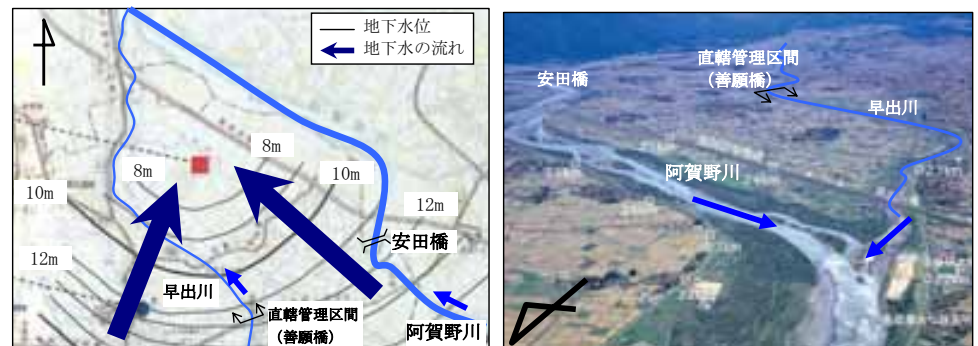 地下水位
地下水の流れ
8m
8m
10m
10m
12m
12m
安田橋
早出川
直轄管理区間
（善願橋）
阿賀野川
安田橋
直轄管理区間
（善願橋）
早出川
阿賀野川